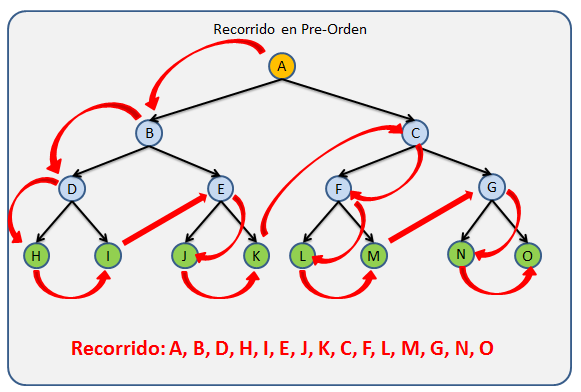 Recorrido en Pre-Orden
A
B
C
D
E
F
G
H
I
J
K
L
M
N
O
Recorrido: A, B, D, H, I, E, J, K, C, F, L, M, G, N, O